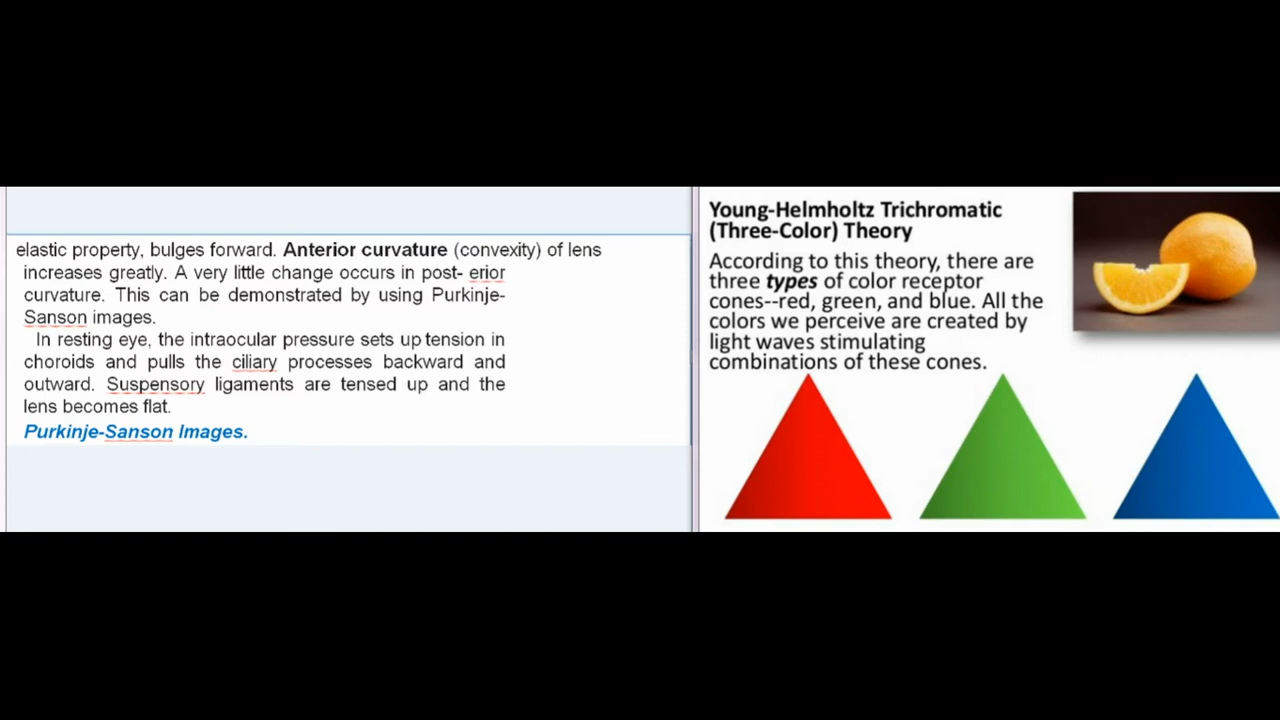 elastic property, bulges forward. Anterior curvature (convexity) of lens
increases greatly. A very little change occurs in post- erior
curvature. This can be demonstrated by using Purkinje-
Sanson images.
In resting eye, the intraocular pressure sets up tension in
choroids and pulls the ciliary processes backward and
outward. Suspensory ligaments are tensed up and the
lens becomes flat.
Purkinje-Sanson Images.
Young-Helmholtz Trichromatic
(Three-Color) Theory
According to this theory, there are
three types of color receptor
cones--red, green, and blue. All the
colors we perceive are created by
light waves stimulating
combinations of these cones.